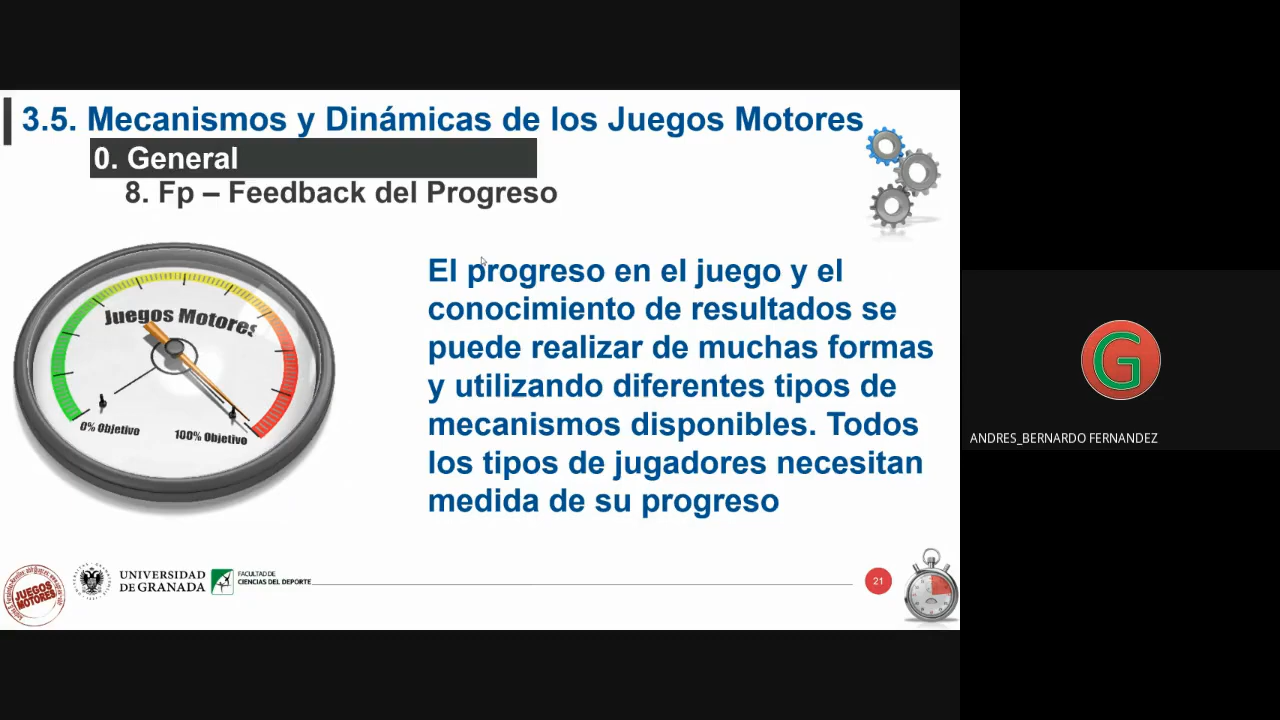 3.5. Mecanismos y Dinámicas de los Juegos Motores
0. General
8. Fp – Feedback del Progreso
Juegos Motores
0% Objetivo
100% Objetivo
El progreso en el juego y el
conocimiento de resultados se
puede realizar de muchas formas
y utilizando diferentes tipos de
mecanismos disponibles. Todos
los tipos de jugadores necesitan
medida de su progreso
JUEGOS
MOTORES
UNIVERSIDAD
DE GRANADA
FACULTAD DE
CIENCIAS DEL DEPORTE
21
G
ANDRES_BERNARDO FERNANDEZ